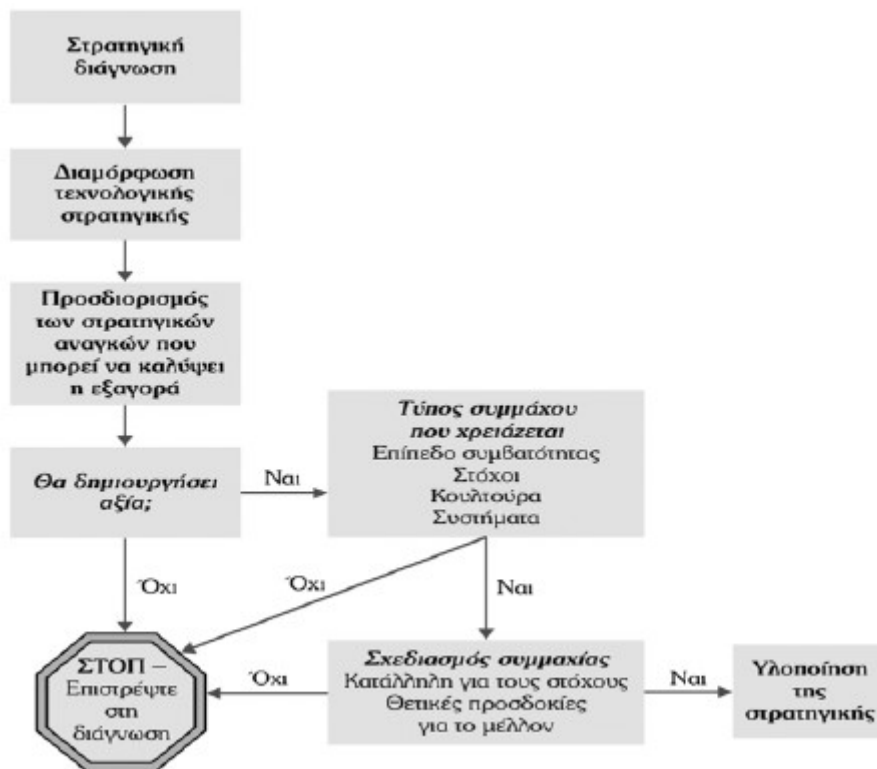 Στρατηγική
διάγνωση
Διαμόρφωση
τεχνολογικής
στρατηγικής
Προσδιορισμός
των στρατηγικών
αναγκών που
μπορεί να καλύψει
η εξαγορά
Θα δημιουργήσει
αξία;
Ναι
Τύπος συμμάχου
που χρειάζεται
Επίπεδο συμβατότητας
Στόχοι
Κουλτούρα
Συστήματα
Όχι
Όχι
Ναι
ΣΤΟΠ –
Επιστρέψτε
στη
διάγνωση
Όχι
Σχεδιασμός συμμαχίας
Κατάλληλη για τους στόχους
Θετικές προσδοκίες
για το μέλλον
Ναι
Υλοποίηση
της
στρατηγικής